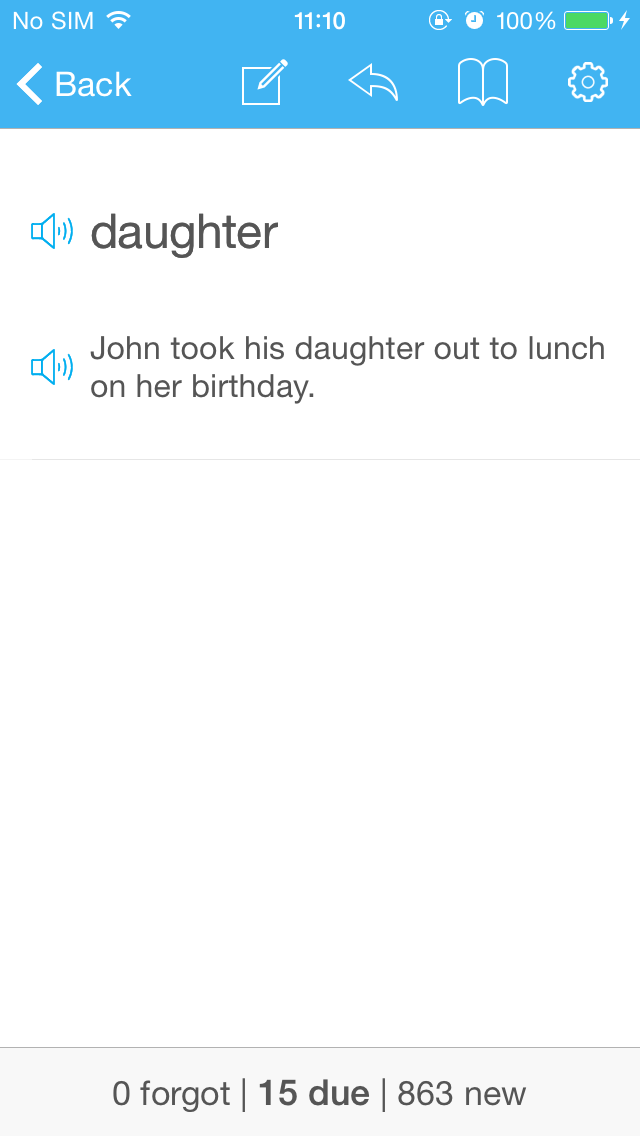 No SIM 11:10 100%
Back
daughter
John took his daughter out to lunch
on her birthday.
0 forgot | 15 due | 863 new